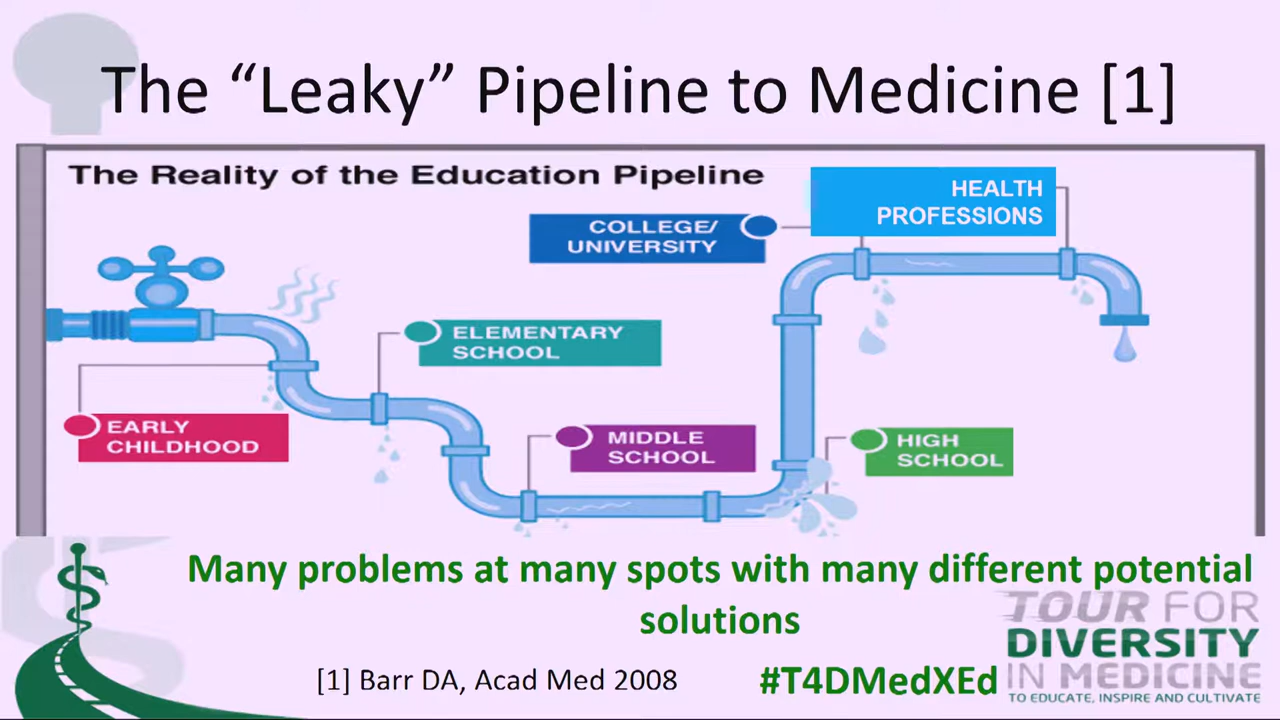 The “Leaky” Pipeline to Medicine [1]
The Reality of the Education Pipeline
HEALTH
PROFESSIONS
COLLEGE/
UNIVERSITY
ELEMENTARY
SCHOOL
EARLY
CHILDHOOD
MIDDLE
SCHOOL
HIGH
SCHOOL
Many problems at many spots with many different potential
solutions
[1] Barr DA, Acad Med 2008
#T4DMedXEd
TOUR FOR
DIVERSITY
IN MEDICINE
TO EDUCATE, INSPIRE AND CULTIVATE